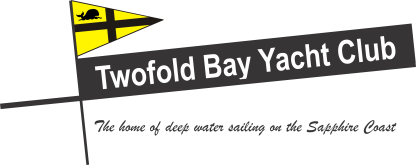 Twofold Bay Yacht Club
The home of deep water sailing on the Sapphire Coast